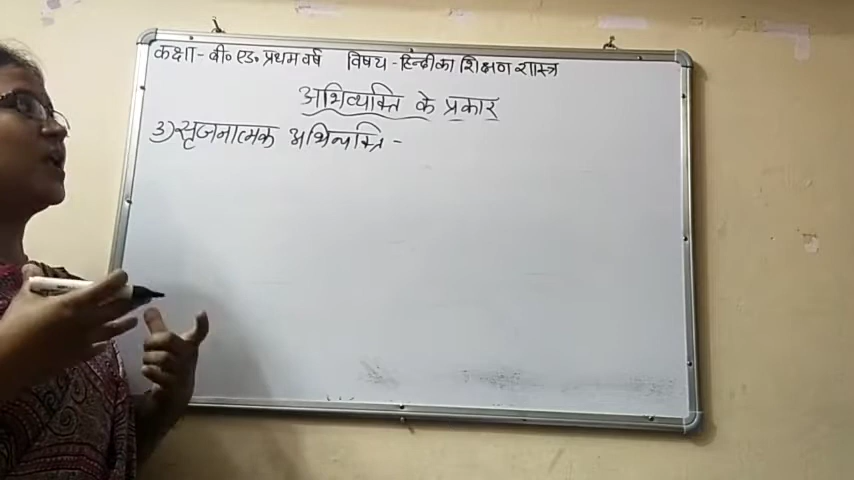 कक्षा - बी० एड० प्रथम वर्ष विषय - हिन्दी का शिक्षण शास्त्र
अभिव्यक्ति के प्रकार
3) सृजनात्मक अभिव्यक्ति -